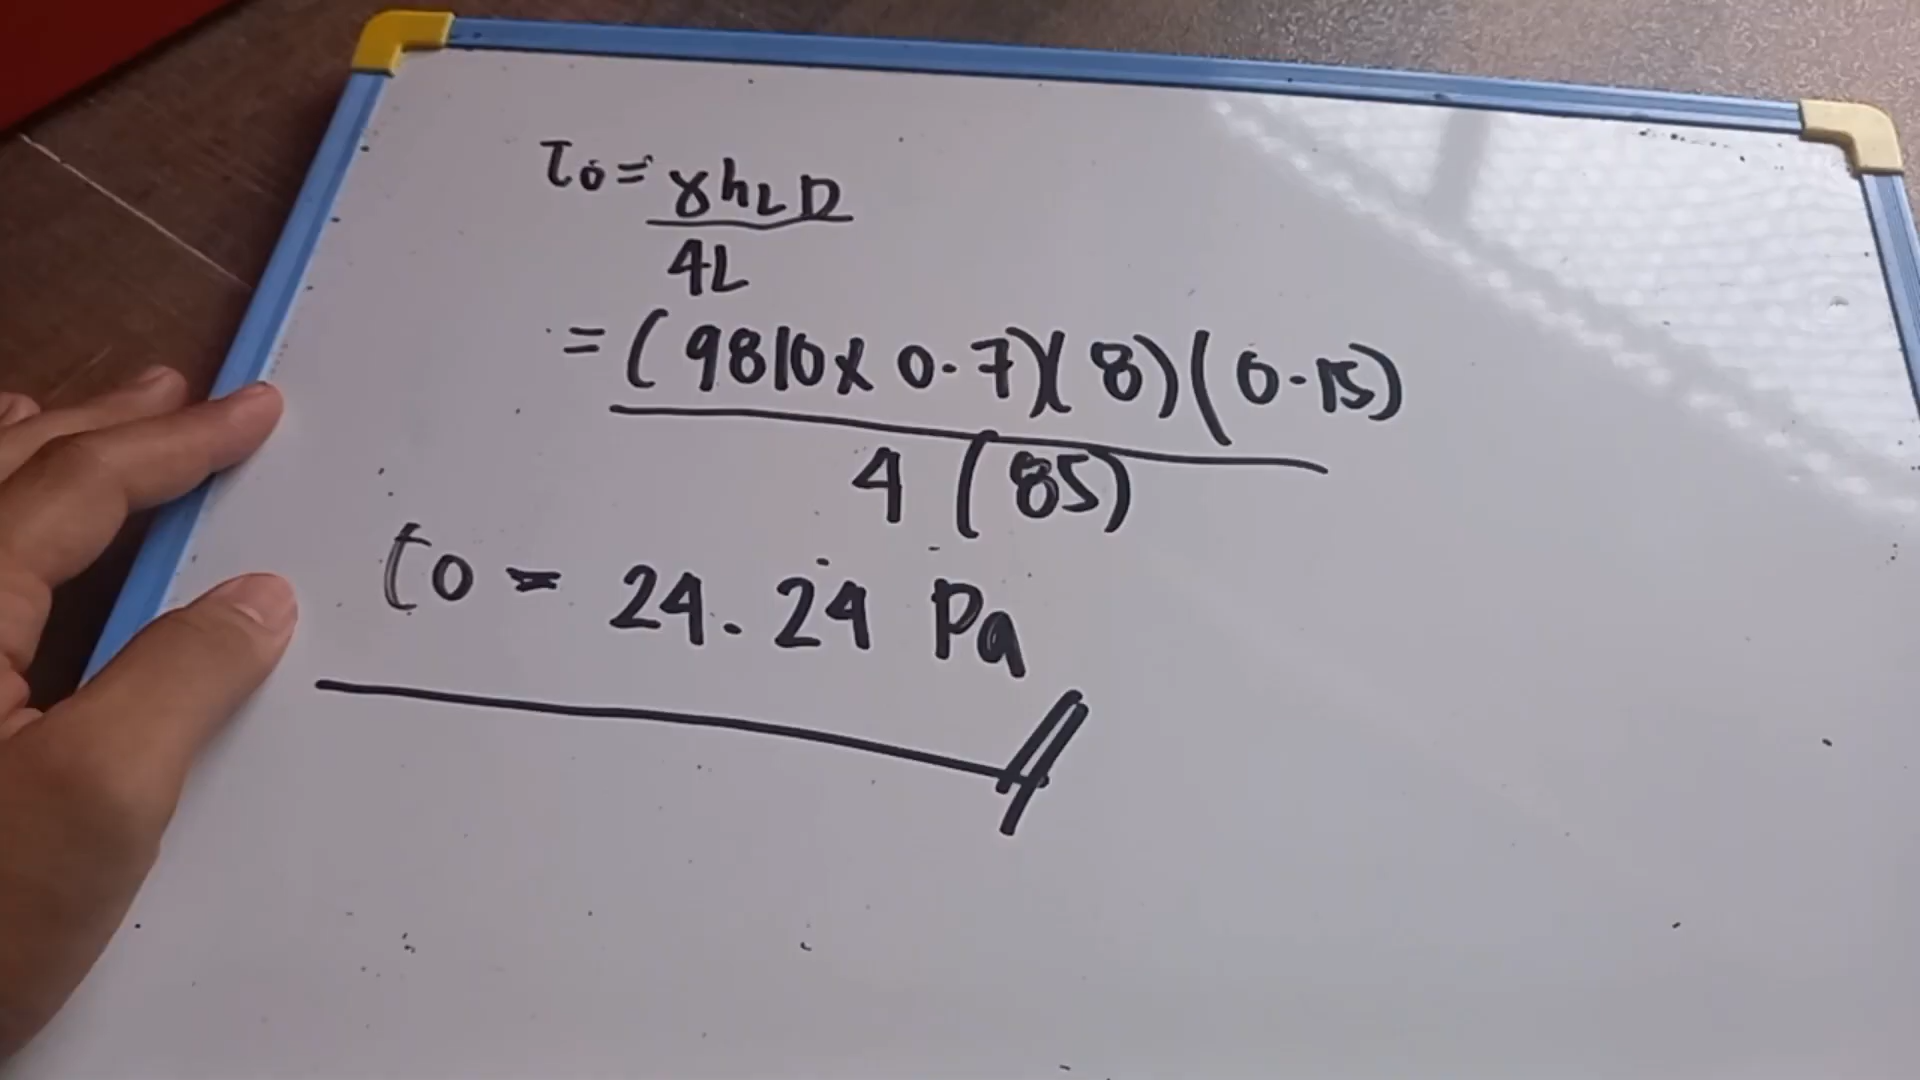 τo = γhLD
4L
= (9810x 0.7)(8)(0.15)
4 (85)
τo = 24.24 Pa